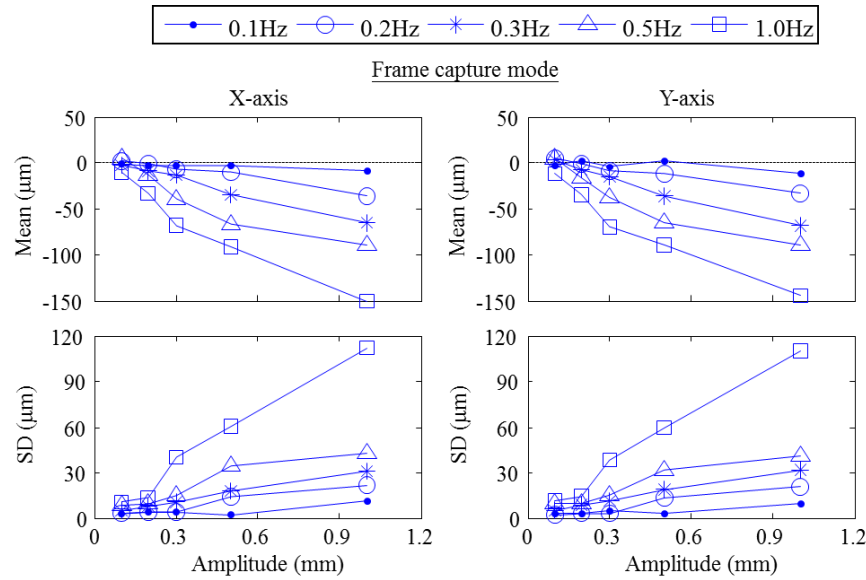 0.1Hz 0.2Hz 0.3Hz 0.5Hz 1.0Hz
Frame capture mode
X-axis Y-axis
50 50
0 0
-50 -50
-100 -100
-150 -150
Mean (μm) Mean (μm)
120 120
90 90
60 60
30 30
0 0
SD (μm) SD (μm)
0 0.3 0.6 0.9 1.2 0 0.3 0.6 0.9 1.2
Amplitude (mm) Amplitude (mm)